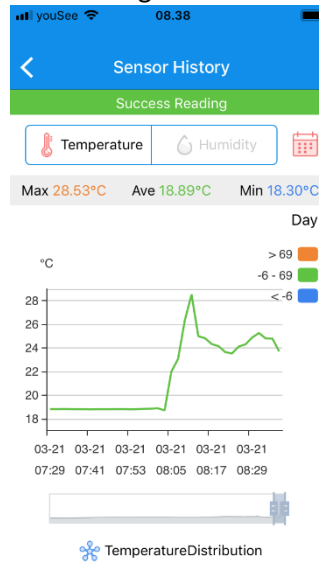 youSee 08.38
Sensor History
Success Reading
Temperature Humidity
Max 28.53°C Ave 18.89°C Min 18.30°C
Day
°C
> 69
-6 - 69
< -6
28
26
24
22
20
18
03-21 03-21 03-21 03-21 03-21 03-21
07:29 07:41 07:53 08:05 08:17 08:29
TemperatureDistribution